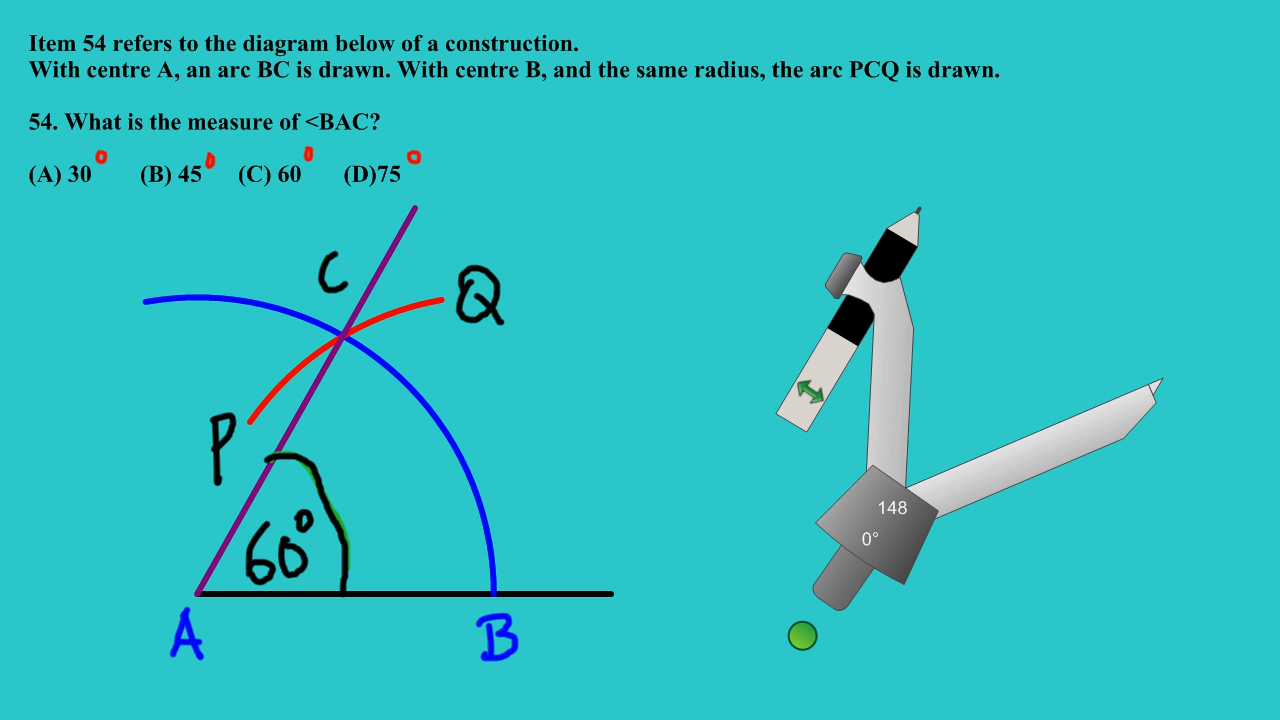 Item 54 refers to the diagram below of a construction.
With centre A, an arc BC is drawn. With centre B, and the same radius, the arc PCQ is drawn.
54. What is the measure of <BAC?
(A) 30° (B) 45° (C) 60° (D)75°
C
Q
P
148
0°
60°
A
B